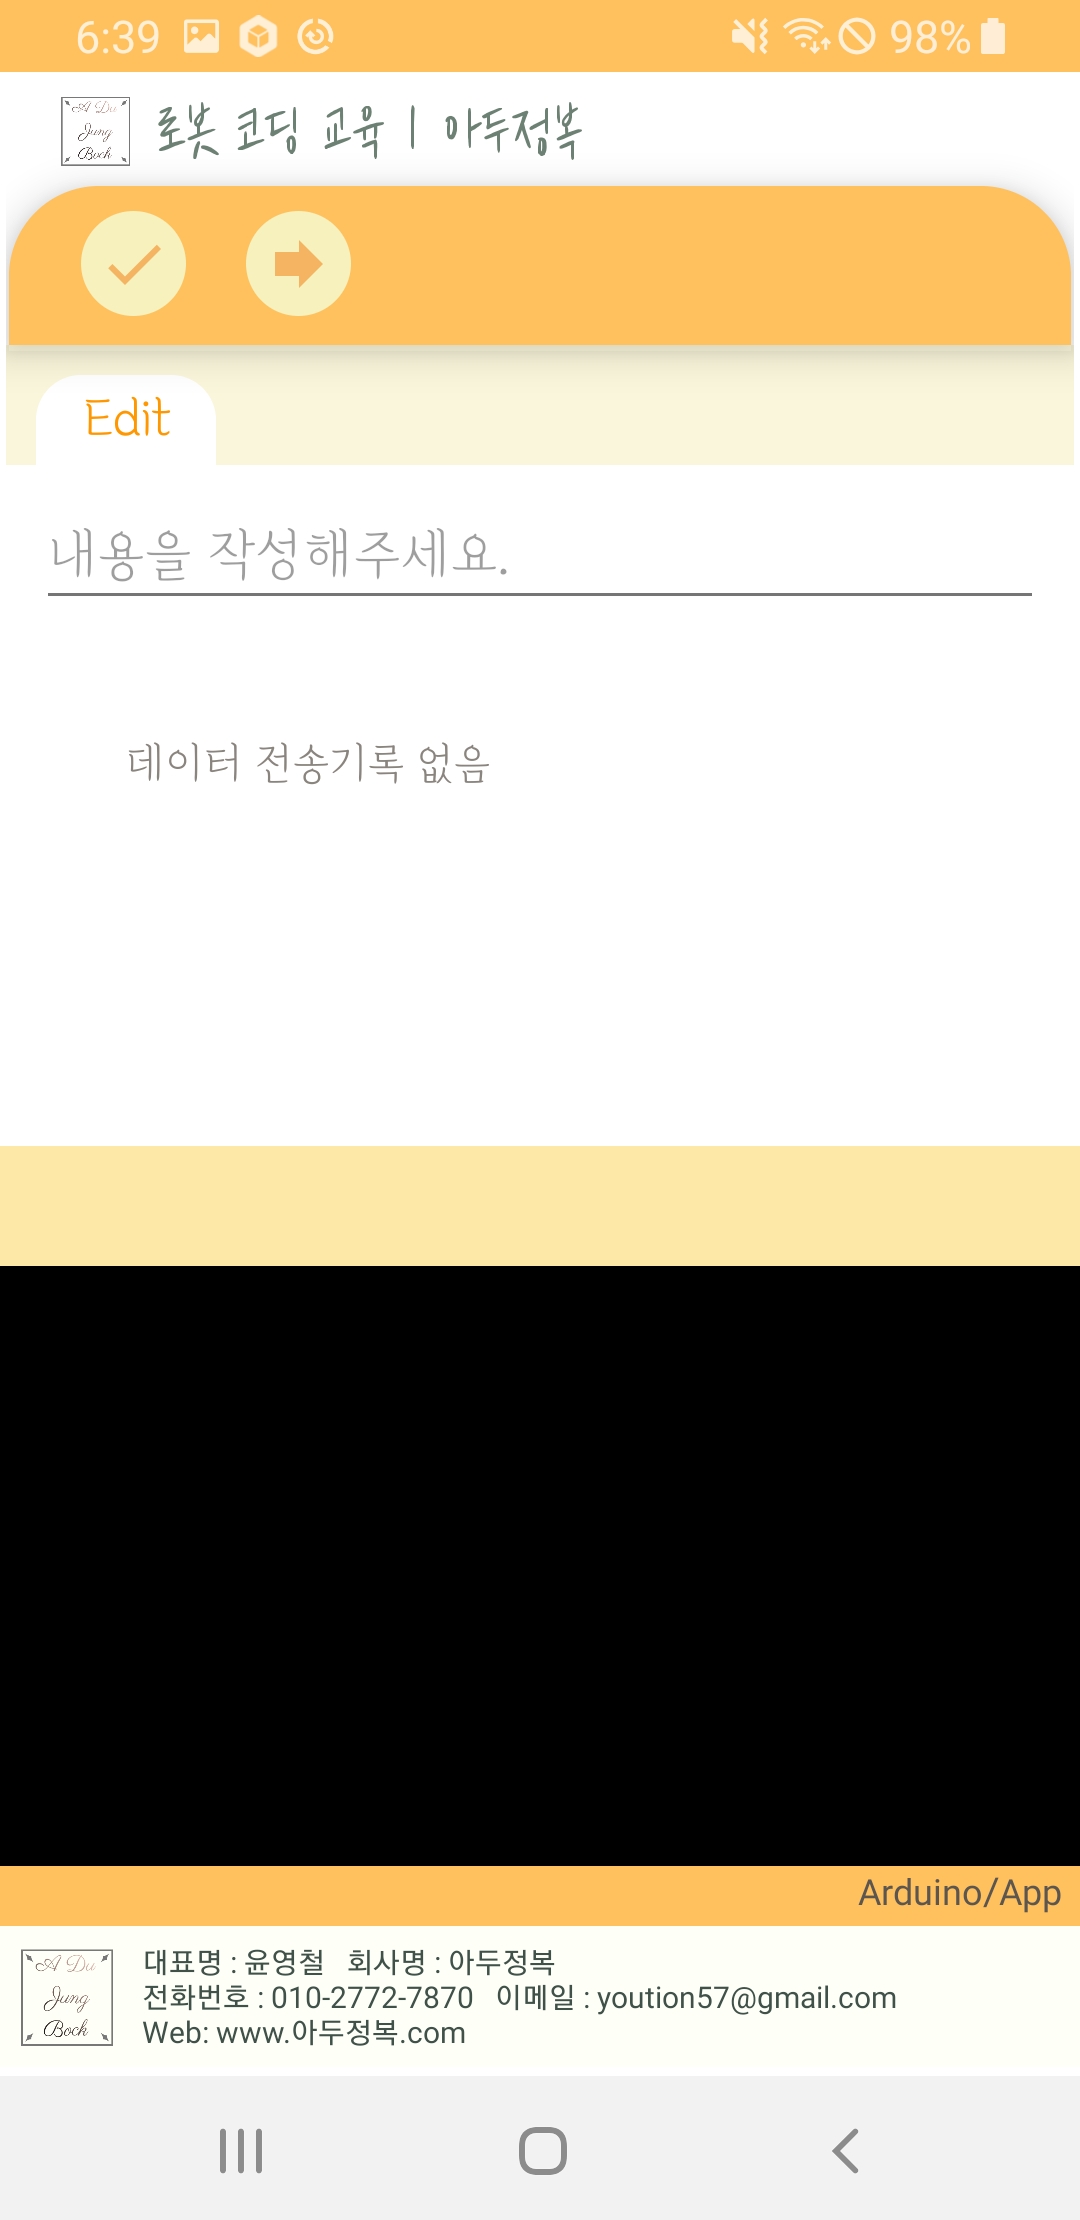 6:39 98%
A Du
Jung
Bock
로봇 코딩 교육 | 아두정복
Edit
내용을 작성해주세요.
데이터 전송기록 없음
Arduino/App
A Du
Jung
Bock
대표명 : 윤영철 회사명 : 아두정복
전화번호 : 010-2772-7870 이메일 : yoution57@gmail.com
Web: www.아두정복.com